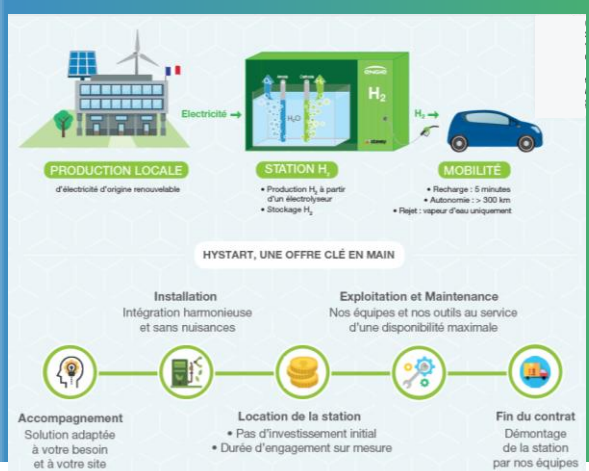 ENGIE
Anode
Cathode
H₂
H₂O
Electricité →
H₂ →
PRODUCTION LOCALE
d'électricité d'origine renouvelable
STATION H₂
• Production H₂ à partir
d'un électrolyseur
• Stockage H₂
MOBILITÉ
• Recharge : 5 minutes
• Autonomie : > 300 km
• Rejet : vapeur d'eau uniquement
HYSTART, UNE OFFRE CLÉ EN MAIN
Installation
Intégration harmonieuse
et sans nuisances
Exploitation et Maintenance
Nos équipes et nos outils au service
d'une disponibilité maximale
Accompagnement
Solution adaptée
à votre besoin
et à votre site
Location de la station
• Pas d'investissement initial
• Durée d'engagement sur mesure
Fin du contrat
Démontage
de la station
par nos équipes